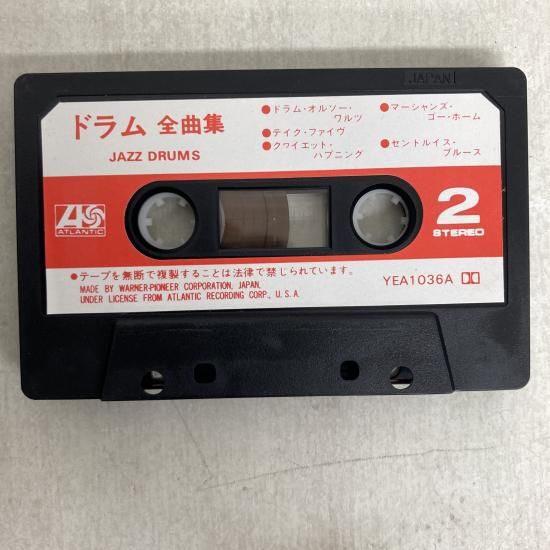 JAPAN
ドラム 全曲集
JAZZ DRUMS
●ドラム・オルソー・
ワルツ
●テイク・ファイヴ
●クヮイエット・
ハプニング
●マーシャンズ・
ゴー・ホーム
●セントルイス・
ブルース
ATLANTIC
2
STEREO
●テープを無断で複製することは法律で禁じられています。
MADE BY WARNER-PIONEER CORPORATION, JAPAN,
UNDER LICENSE FROM ATLANTIC RECORDING CORP., U.S.A.
YEA1036A